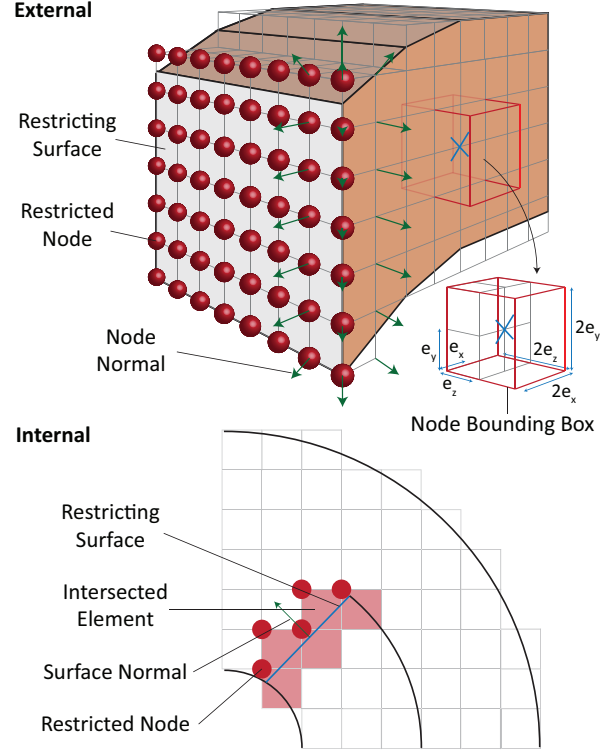 External
Restricting
Surface
Restricted
Node
Node
Normal
e_y
e_x
e_z
2e_z
2e_y
2e_x
Node Bounding Box
Internal
Restricting
Surface
Intersected
Element
Surface Normal
Restricted Node